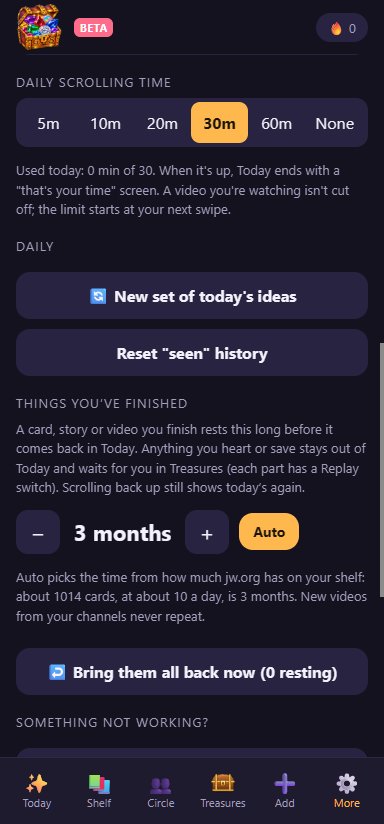 BETA
0
DAILY SCROLLING TIME
5m 10m 20m 30m 60m None
Used today: 0 min of 30. When it's up, Today ends with a
"that's your time" screen. A video you're watching isn't cut
off; the limit starts at your next swipe.
DAILY
New set of today's ideas
Reset "seen" history
THINGS YOU'VE FINISHED
A card, story or video you finish rests this long before it
comes back in Today. Anything you heart or save stays out of
Today and waits for you in Treasures (each part has a Replay
switch). Scrolling back up still shows today's again.
− 3 months + Auto
Auto picks the time from how much jw.org has on your shelf:
about 1014 cards, at about 10 a day, is 3 months. New videos
from your channels never repeat.
Bring them all back now (0 resting)
SOMETHING NOT WORKING?
Today Shelf Circle Treasures Add More